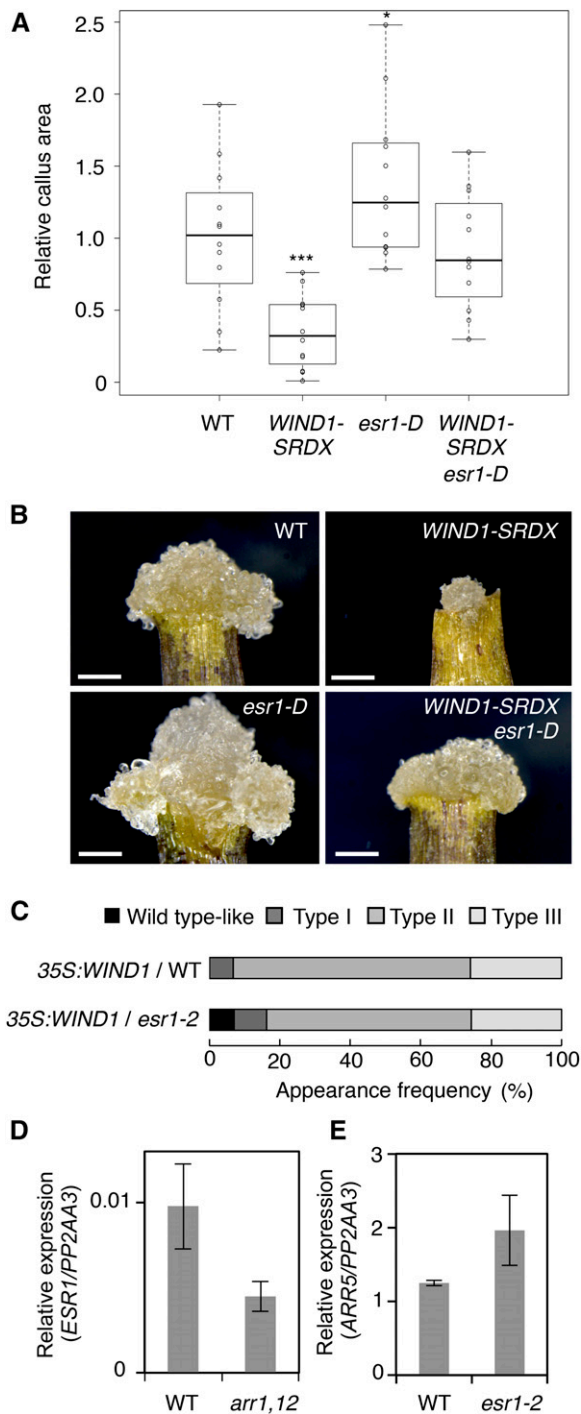 A
Relative callus area
2.5
2.0
1.5
1.0
0.5
0
*
***
WT
WIND1-
SRDX
esr1-D
WIND1-
SRDX
esr1-D
B
WT
WIND1-SRDX
esr1-D
WIND1-SRDX
esr1-D
C
Wild type-like Type I Type II Type III
35S:WIND1 / WT
35S:WIND1 / esr1-2
0 20 40 60 80 100
Appearance frequency (%)
D
Relative expression
(ESR1/PP2AA3)
0.01
0
WT arr1,12
E
Relative expression
(ARR5/PP2AA3)
3
2
1
0
WT esr1-2